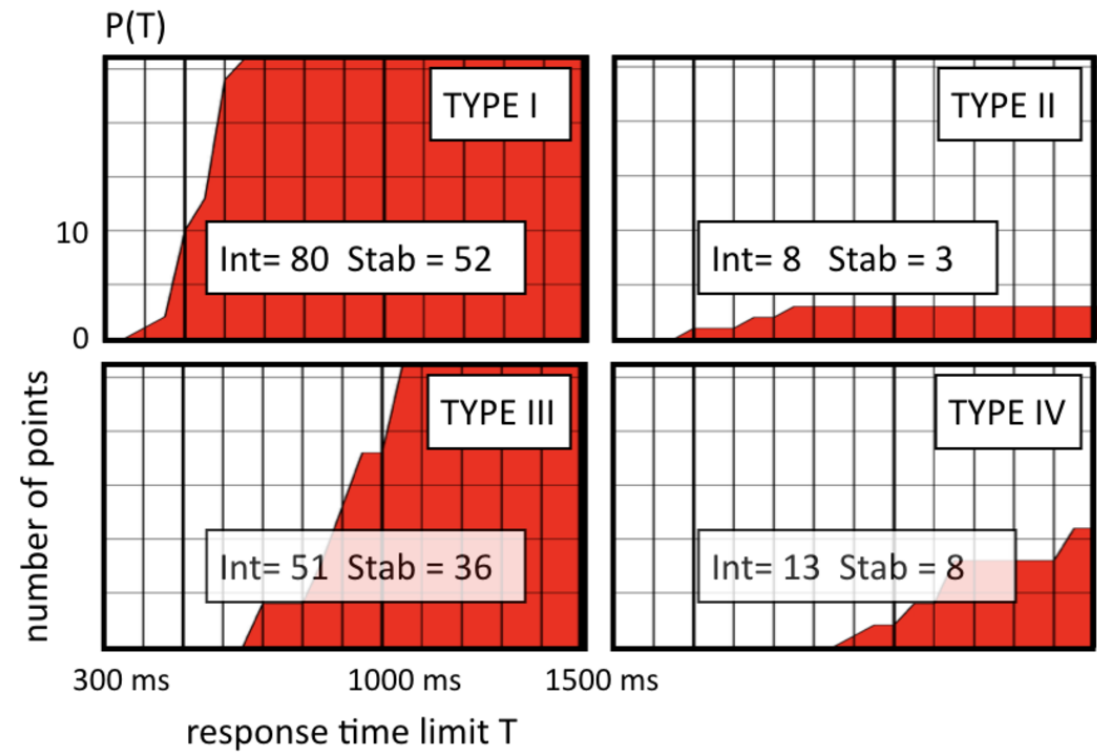 P(T)
TYPE I
TYPE II
10
Int= 80 Stab = 52
Int= 8 Stab = 3
0
TYPE III
TYPE IV
number of points
Int= 51 Stab = 36
Int= 13 Stab = 8
300 ms
1000 ms
1500 ms
response time limit T